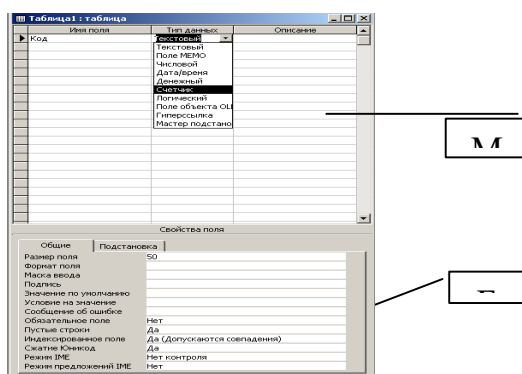 Таблица1 : таблица
Имя поля Тип данных Описание
Код Текстовый
Текстовый
Поле МЕМО
Числовой
Дата/время
Денежный
Счетчик
Логический
Поле объекта OLE
Гиперссылка
Мастер подстано
Свойства поля
Общие Подстановка
Размер поля 50
Формат поля
Маска ввода
Подпись
Значение по умолчанию
Условие на значение
Сообщение об ошибке
Обязательное поле Нет
Пустые строки Да
Индексированное поле Да (Допускаются совпадения)
Сжатие Юникод Да
Режим IME Нет контроля
Режим предложений IME Нет